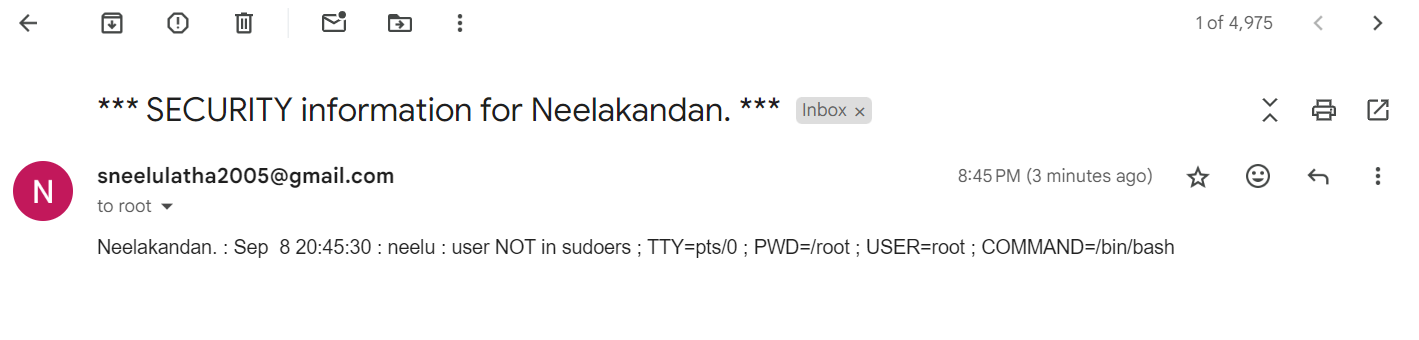 1 of 4,975
*** SECURITY information for Neelakandan. *** Inbox ×
N
sneelulatha2005@gmail.com 8:45 PM (3 minutes ago)
to root
Neelakandan. : Sep  8 20:45:30 : neelu : user NOT in sudoers ; TTY=pts/0 ; PWD=/root ; USER=root ; COMMAND=/bin/bash